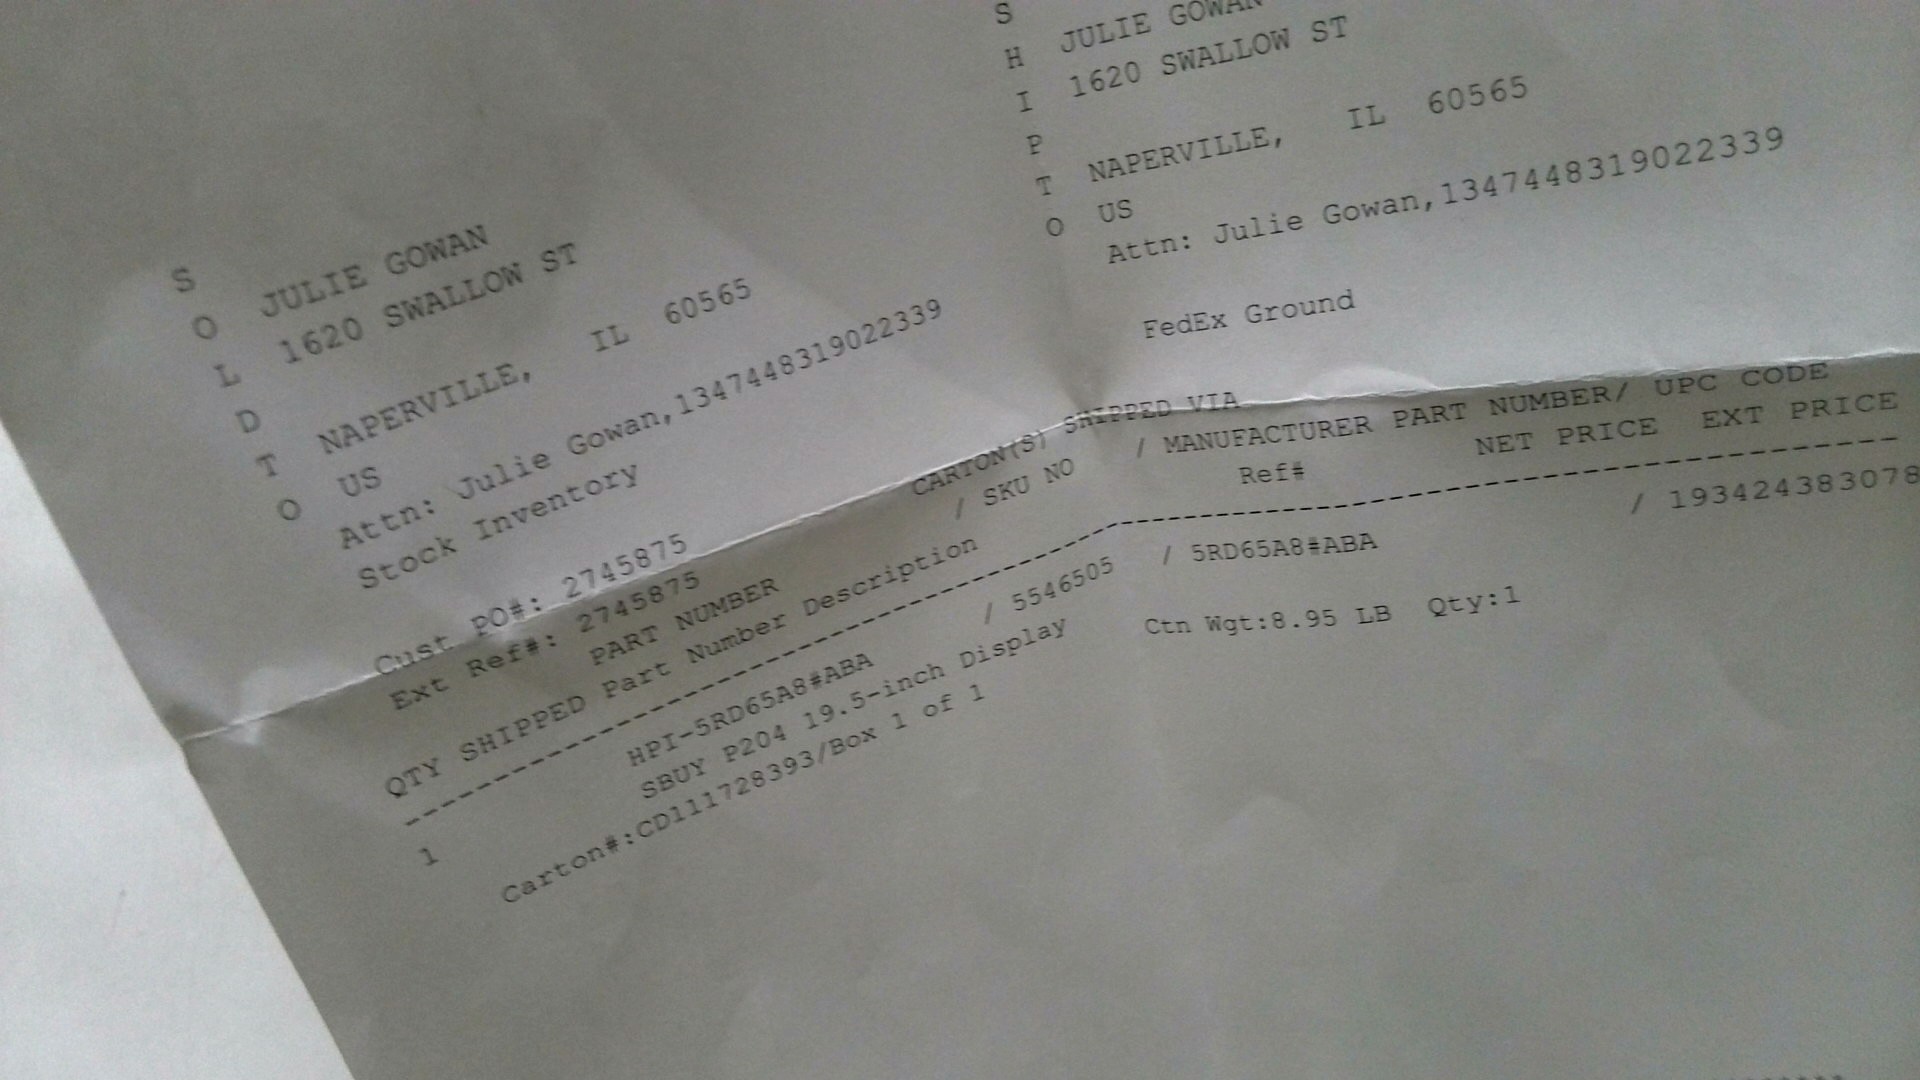 SOLD TO
JULIE GOWAN
1620 SWALLOW ST
NAPERVILLE, IL 60565
US
Attn: Julie Gowan,1347448319022339
Stock Inventory
SHIP TO
JULIE GOWAN
1620 SWALLOW ST
NAPERVILLE, IL 60565
US
Attn: Julie Gowan,1347448319022339
FedEx Ground
Cust PO#: 2745875
Ext Ref#: 2745875
CARTON(S) SHIPPED VIA
PART NUMBER / SKU NO / MANUFACTURER PART NUMBER/ UPC CODE
QTY SHIPPED Part Number Description Ref# NET PRICE EXT PRICE
1 HPI-5RD65A8#ABA / 5546505 / 5RD65A8#ABA / 193424383078
SBUY P204 19.5-inch Display
Carton#:CD111728393/Box 1 of 1 Ctn Wgt:8.95 LB Qty:1